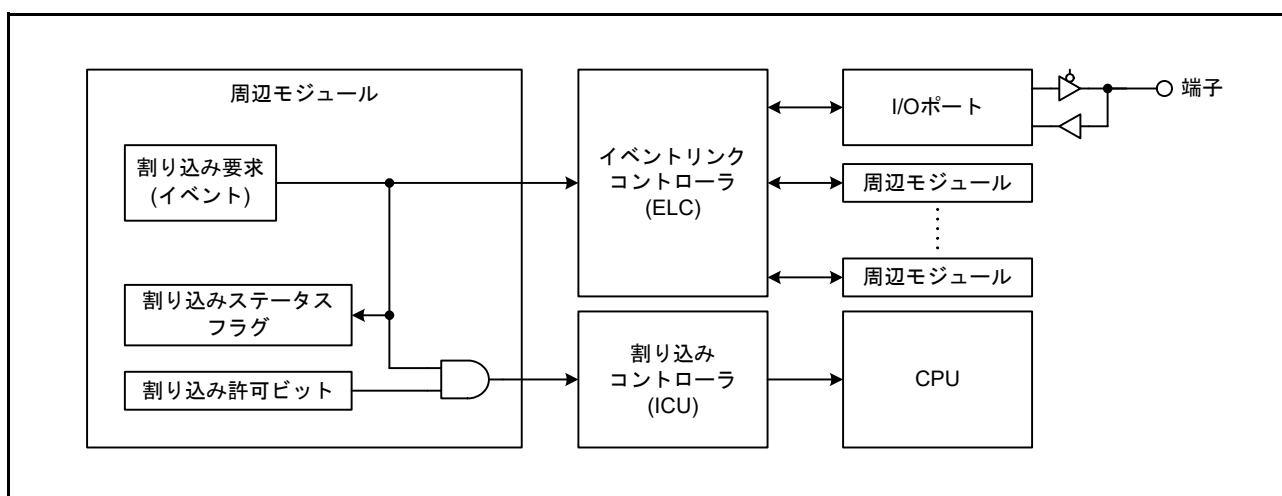 周辺モジュール
割り込み要求
(イベント)
割り込みステータス
フラグ
割り込み許可ビット
イベントリンク
コントローラ
(ELC)
割り込み
コントローラ
(ICU)
I/Oポート
端子
周辺モジュール
周辺モジュール
CPU